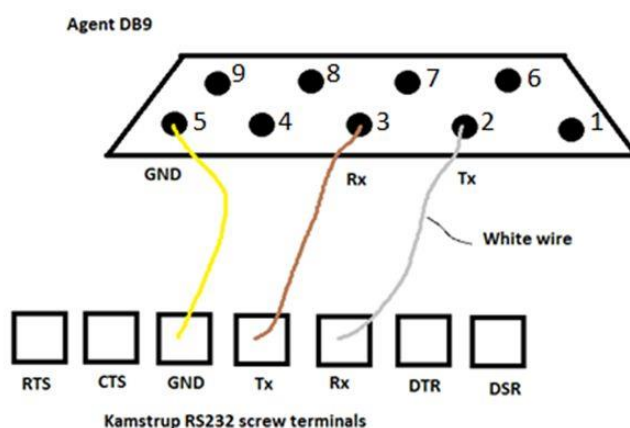 Agent DB9
9 8 7 6
5 4 3 2 1
GND Rx Tx
White wire
RTS CTS GND Tx Rx DTR DSR
Kamstrup RS232 screw terminals